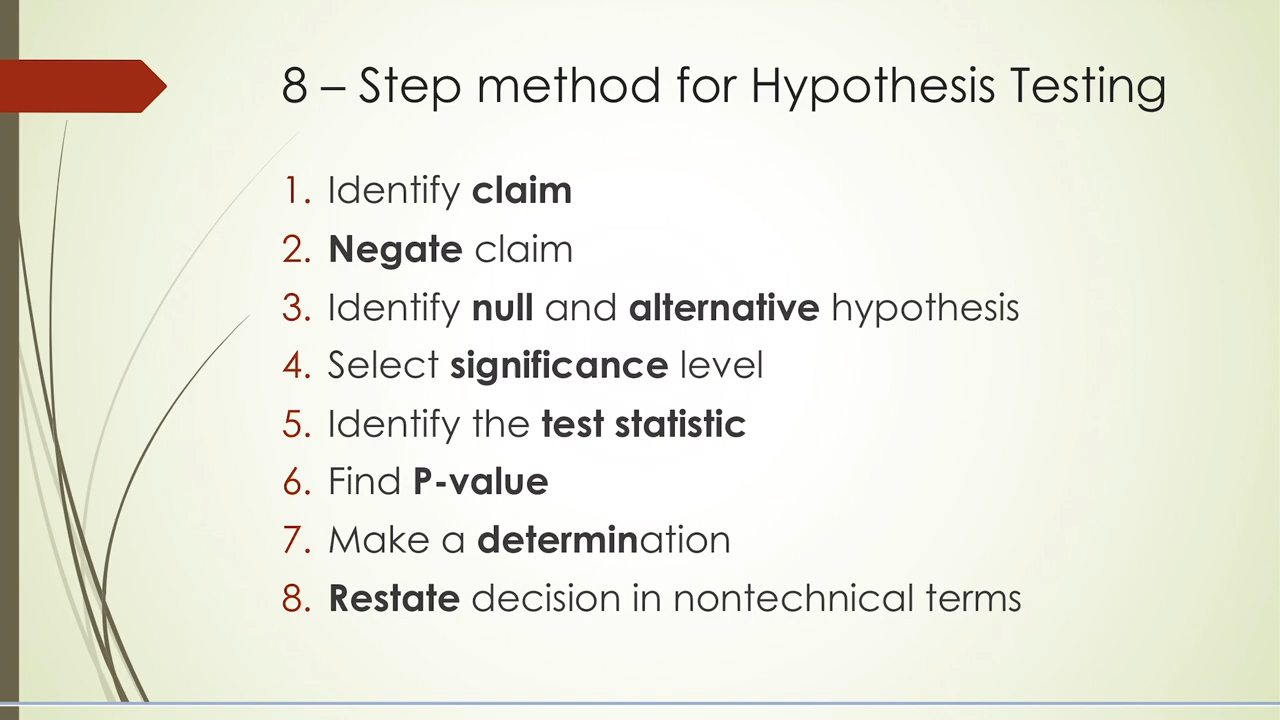 8 – Step method for Hypothesis Testing
1. Identify claim
2. Negate claim
3. Identify null and alternative hypothesis
4. Select significance level
5. Identify the test statistic
6. Find P-value
7. Make a determination
8. Restate decision in nontechnical terms